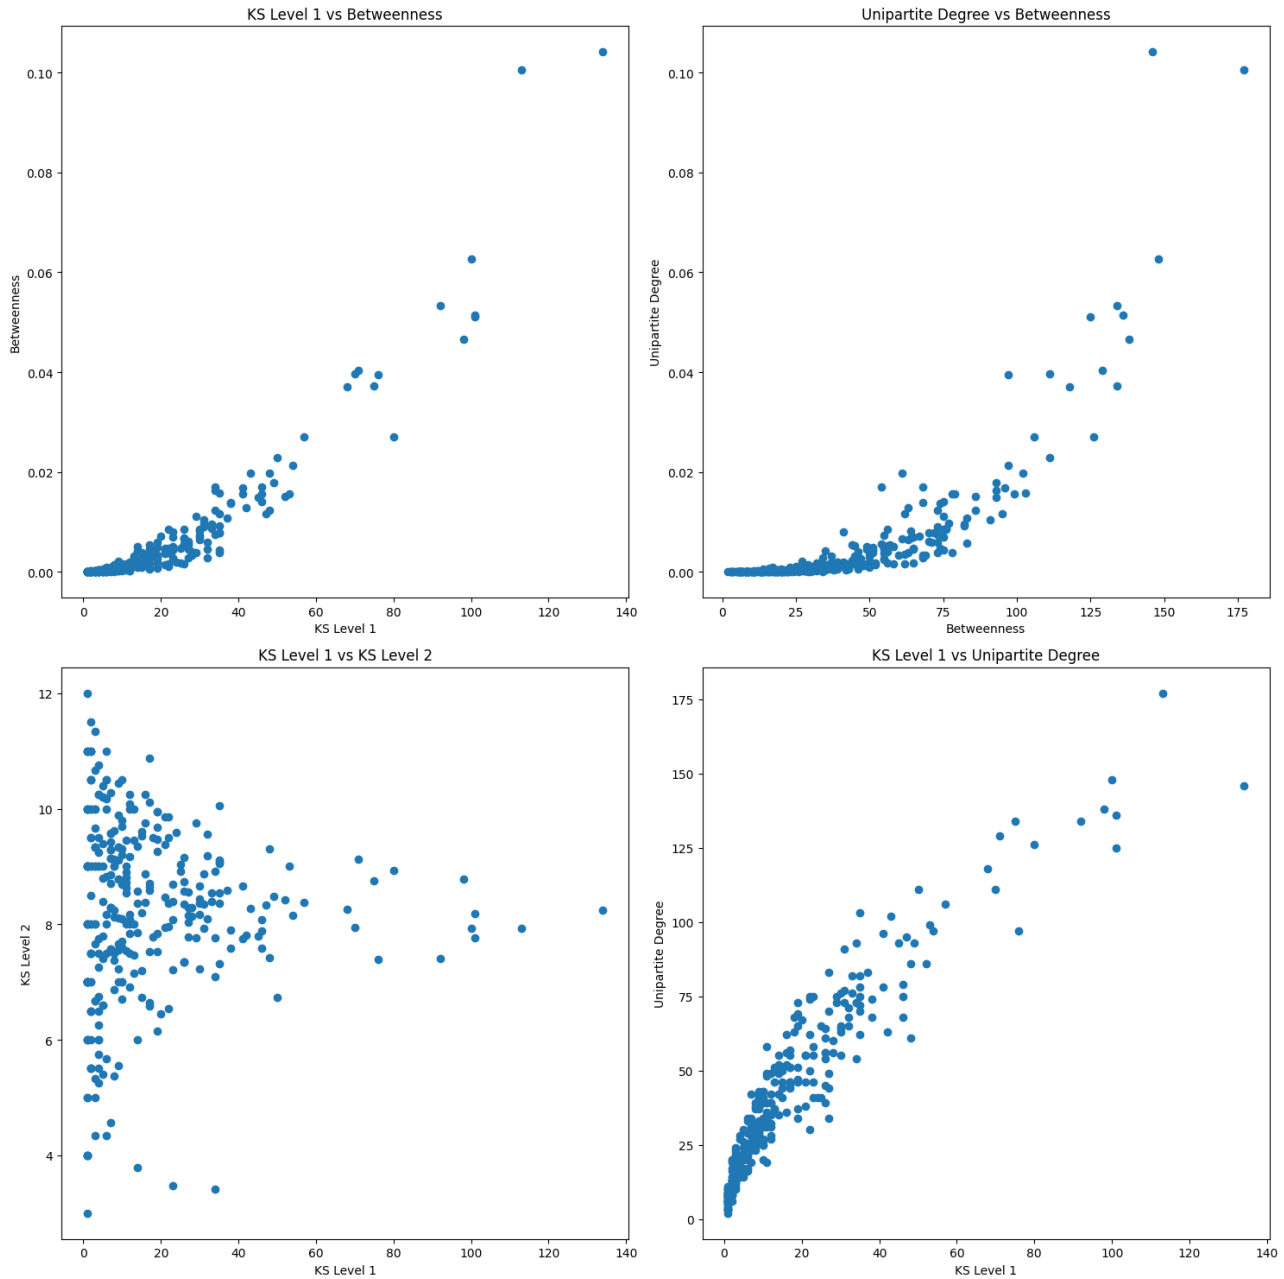 KS Level 1 vs Betweenness
0.10
0.08
0.06
0.04
0.02
0.00
Betweenness
0 20 40 60 80 100 120 140
KS Level 1
Unipartite Degree vs Betweenness
0.10
0.08
0.06
0.04
0.02
0.00
Unipartite Degree
0 25 50 75 100 125 150 175
Betweenness
KS Level 1 vs KS Level 2
12
10
8
6
4
KS Level 2
0 20 40 60 80 100 120 140
KS Level 1
KS Level 1 vs Unipartite Degree
175
150
125
100
75
50
25
0
Unipartite Degree
0 20 40 60 80 100 120 140
KS Level 1